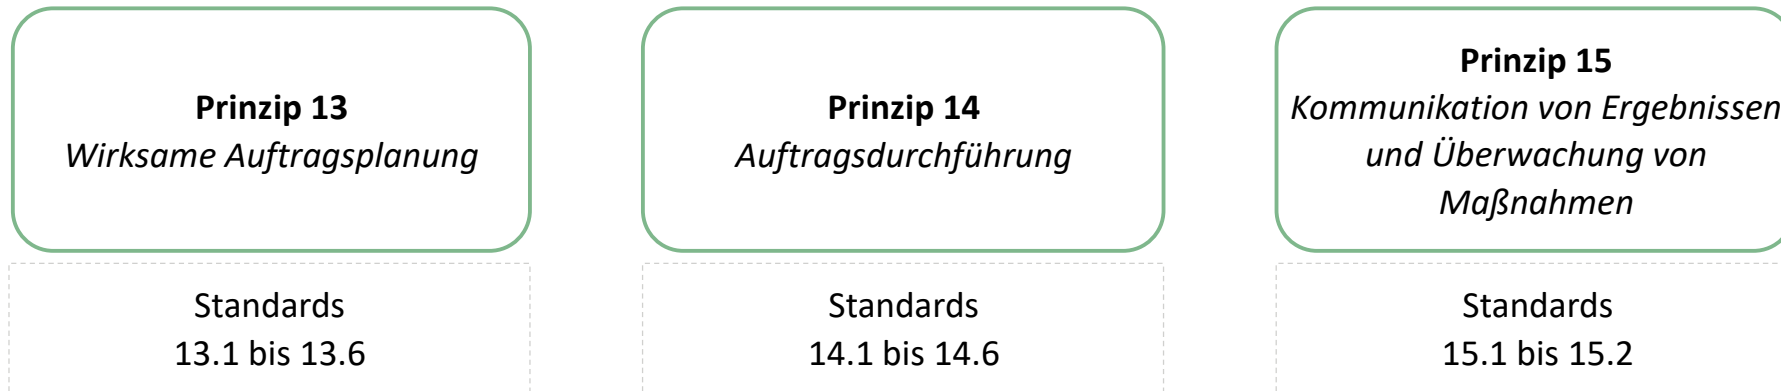 Prinzip 13
Wirksame Auftragsplanung
Standards
13.1 bis 13.6
Prinzip 14
Auftragsdurchführung
Standards
14.1 bis 14.6
Prinzip 15
Kommunikation von Ergebnissen
und Überwachung von
Maßnahmen
Standards
15.1 bis 15.2